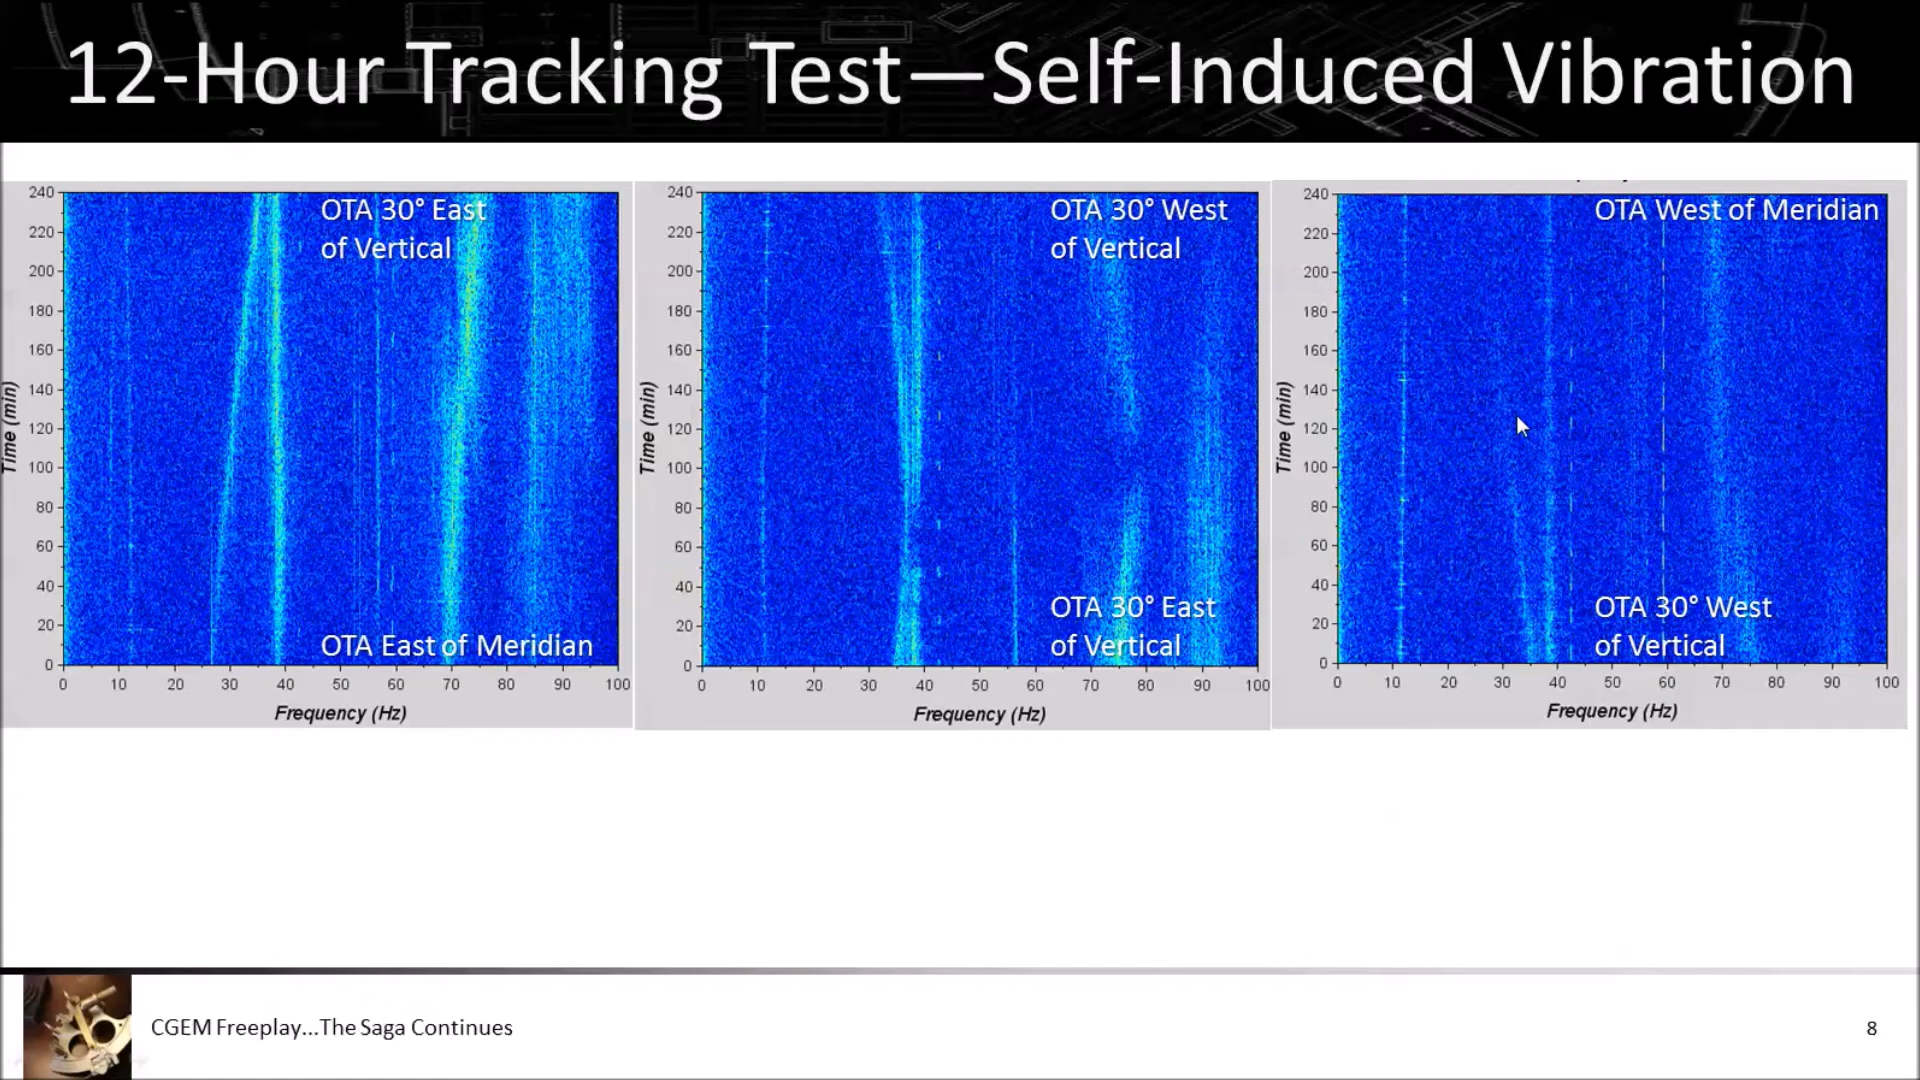 12-Hour Tracking Test—Self-Induced Vibration
240
220
200
180
160
140
120
100
80
60
40
20
0
Time (min)
OTA 30° East
of Vertical
OTA East of Meridian
0 10 20 30 40 50 60 70 80 90 100
Frequency (Hz)
240
220
200
180
160
140
120
100
80
60
40
20
0
Time (min)
OTA 30° West
of Vertical
OTA 30° East
of Vertical
0 10 20 30 40 50 60 70 80 90 100
Frequency (Hz)
240
220
200
180
160
140
120
100
80
60
40
20
0
Time (min)
OTA West of Meridian
OTA 30° West
of Vertical
0 10 20 30 40 50 60 70 80 90 100
Frequency (Hz)
CGEM Freeplay...The Saga Continues
8